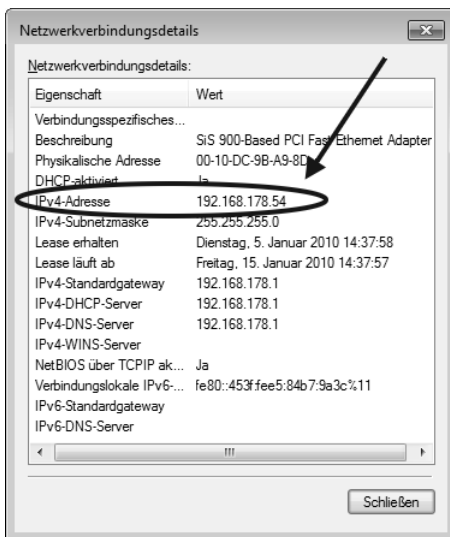 Netzwerkverbindungsdetails
Netzwerkverbindungsdetails:
Eigenschaft Wert
Verbindungsspezifisches...
Beschreibung SiS 900-Based PCI Fast Ethernet Adapter
Physikalische Adresse 00-10-DC-9B-A9-8D
DHCP-aktiviert Ja
IPv4-Adresse 192.168.178.54
IPv4-Subnetzmaske 255.255.255.0
Lease erhalten Dienstag, 5. Januar 2010 14:37:58
Lease läuft ab Freitag, 15. Januar 2010 14:37:57
IPv4-Standardgateway 192.168.178.1
IPv4-DHCP-Server 192.168.178.1
IPv4-DNS-Server 192.168.178.1
IPv4-WINS-Server
NetBIOS über TCPIP ak... Ja
Verbindungslokale IPv6-... fe80::453f:fee5:84b7:9a3c%11
IPv6-Standardgateway
IPv6-DNS-Server
Schließen